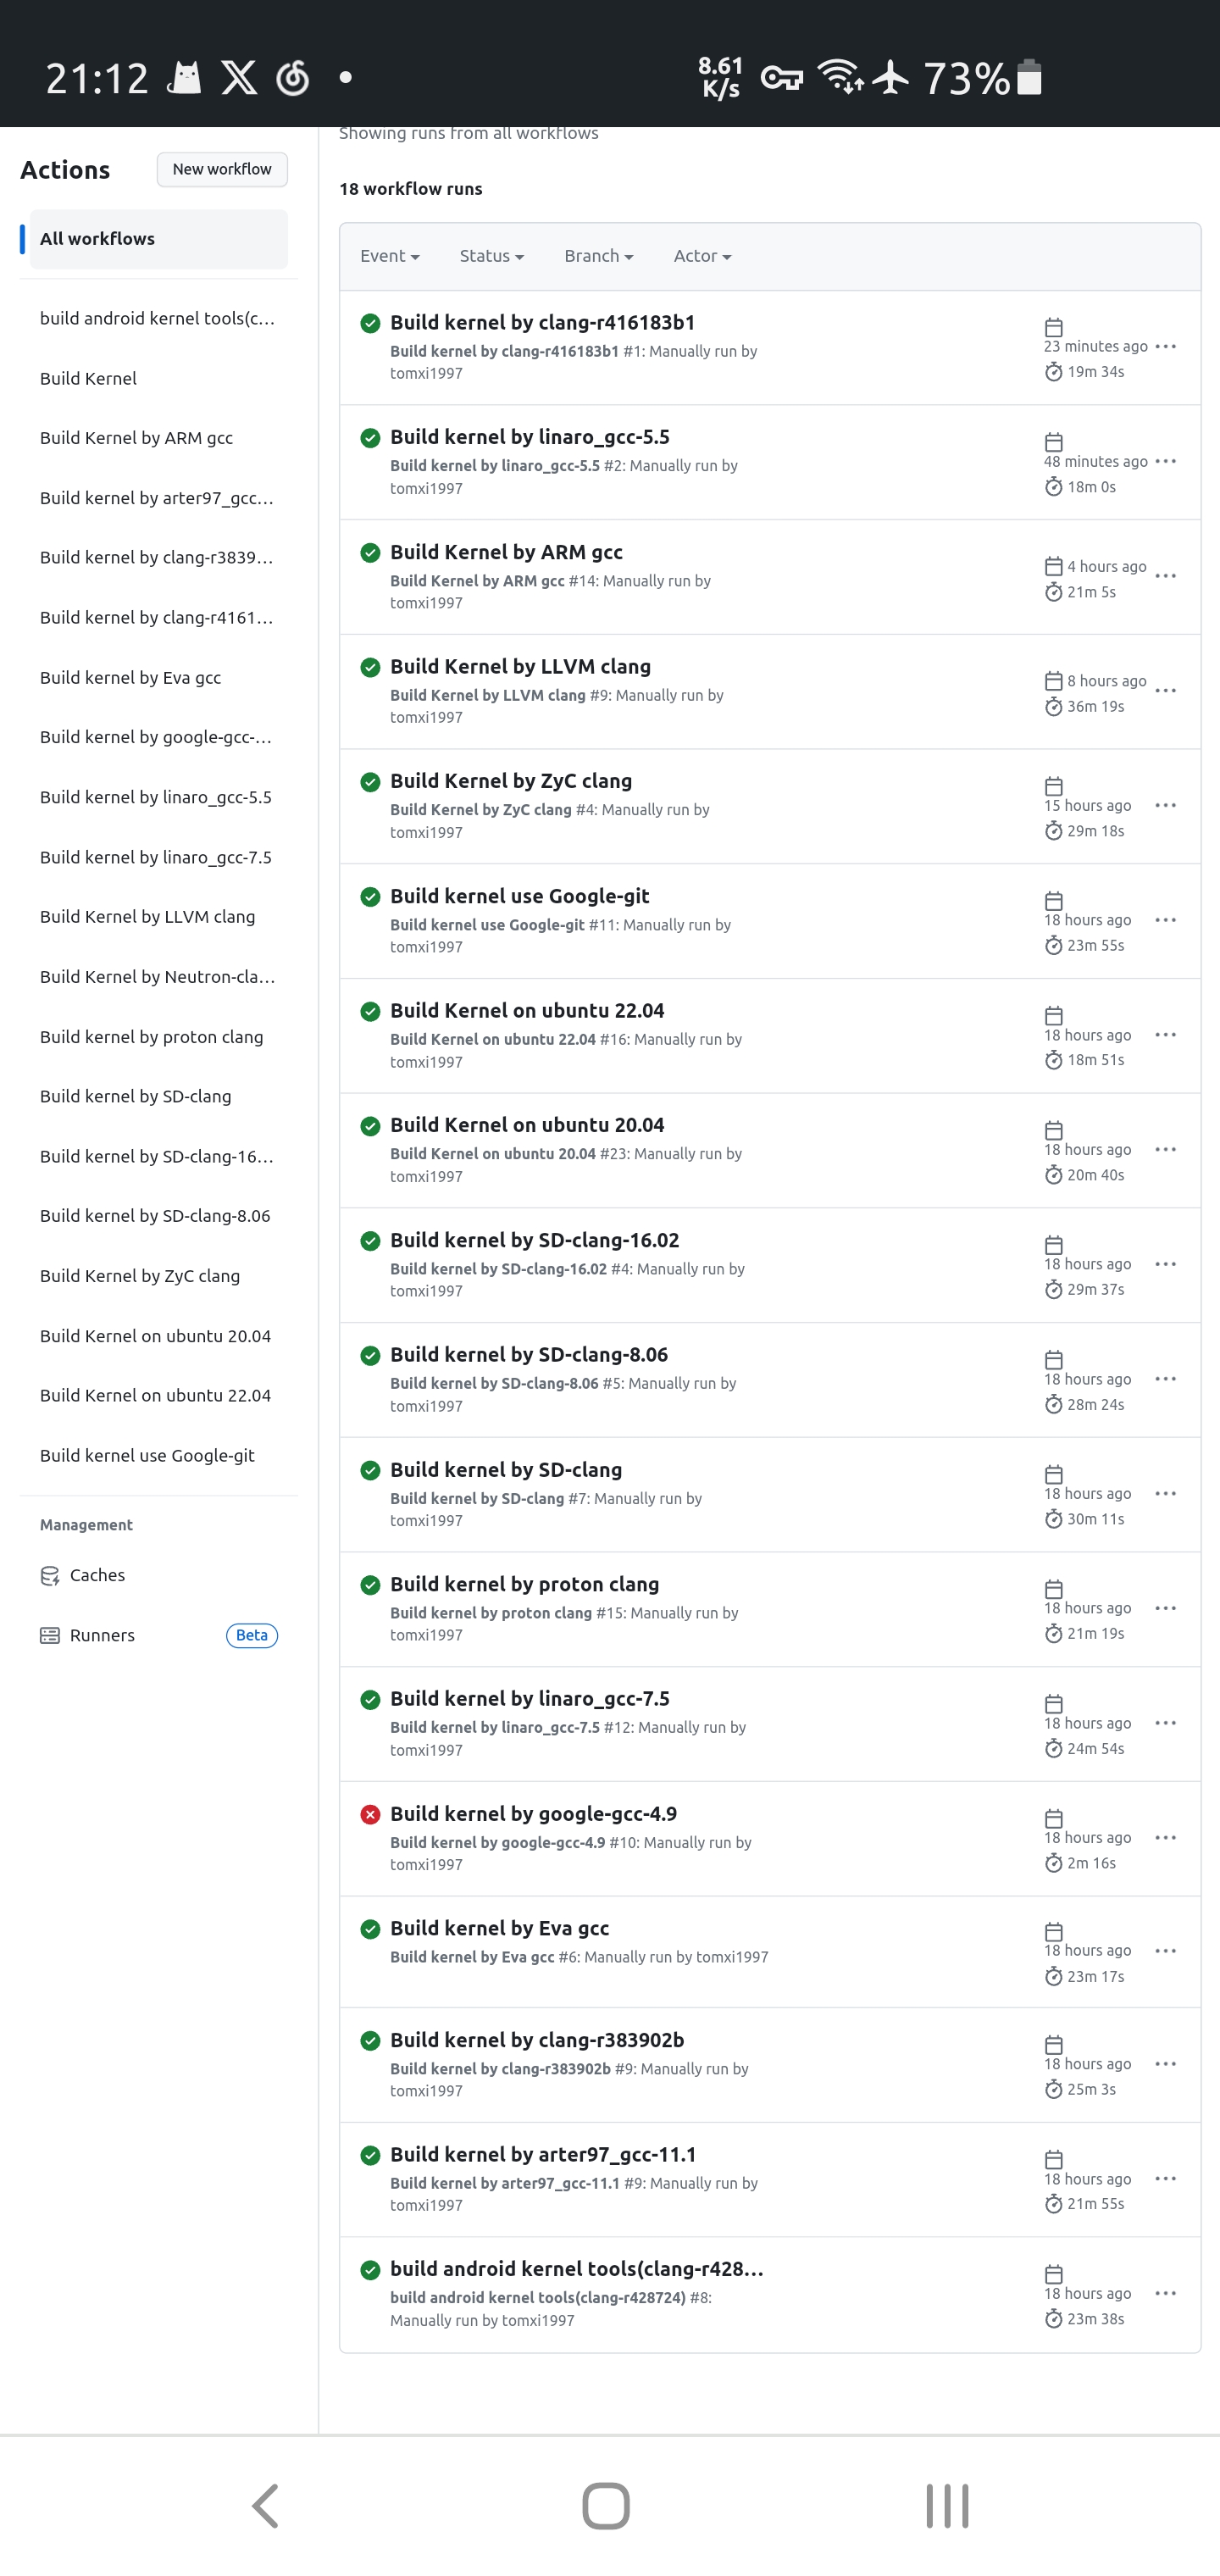 21:12
8.61
K/s
73%
Showing runs from all workflows
Actions
New workflow
18 workflow runs
All workflows
Event Status Branch Actor
build android kernel tools(c...
Build Kernel
Build Kernel by ARM gcc
Build kernel by arter97_gcc...
Build kernel by clang-r3839...
Build kernel by clang-r4161...
Build kernel by Eva gcc
Build kernel by google-gcc-...
Build kernel by linaro_gcc-5.5
Build kernel by linaro_gcc-7.5
Build Kernel by LLVM clang
Build Kernel by Neutron-cla...
Build kernel by proton clang
Build kernel by SD-clang
Build kernel by SD-clang-16...
Build kernel by SD-clang-8.06
Build Kernel by ZyC clang
Build Kernel on ubuntu 20.04
Build Kernel on ubuntu 22.04
Build kernel use Google-git
Management
Caches
Runners Beta
Build kernel by clang-r416183b1
Build kernel by clang-r416183b1 #1: Manually run by
tomxi1997
23 minutes ago
19m 34s
Build kernel by linaro_gcc-5.5
Build kernel by linaro_gcc-5.5 #2: Manually run by
tomxi1997
48 minutes ago
18m 0s
Build Kernel by ARM gcc
Build Kernel by ARM gcc #14: Manually run by
tomxi1997
4 hours ago
21m 5s
Build Kernel by LLVM clang
Build Kernel by LLVM clang #9: Manually run by
tomxi1997
8 hours ago
36m 19s
Build Kernel by ZyC clang
Build Kernel by ZyC clang #4: Manually run by
tomxi1997
15 hours ago
29m 18s
Build kernel use Google-git
Build kernel use Google-git #11: Manually run by
tomxi1997
18 hours ago
23m 55s
Build Kernel on ubuntu 22.04
Build Kernel on ubuntu 22.04 #16: Manually run by
tomxi1997
18 hours ago
18m 51s
Build Kernel on ubuntu 20.04
Build Kernel on ubuntu 20.04 #23: Manually run by
tomxi1997
18 hours ago
20m 40s
Build kernel by SD-clang-16.02
Build kernel by SD-clang-16.02 #4: Manually run by
tomxi1997
18 hours ago
29m 37s
Build kernel by SD-clang-8.06
Build kernel by SD-clang-8.06 #5: Manually run by
tomxi1997
18 hours ago
28m 24s
Build kernel by SD-clang
Build kernel by SD-clang #7: Manually run by
tomxi1997
18 hours ago
30m 11s
Build kernel by proton clang
Build kernel by proton clang #15: Manually run by
tomxi1997
18 hours ago
21m 19s
Build kernel by linaro_gcc-7.5
Build kernel by linaro_gcc-7.5 #12: Manually run by
tomxi1997
18 hours ago
24m 54s
Build kernel by google-gcc-4.9
Build kernel by google-gcc-4.9 #10: Manually run by
tomxi1997
18 hours ago
2m 16s
Build kernel by Eva gcc
Build kernel by Eva gcc #6: Manually run by tomxi1997
18 hours ago
23m 17s
Build kernel by clang-r383902b
Build kernel by clang-r383902b #9: Manually run by
tomxi1997
18 hours ago
25m 3s
Build kernel by arter97_gcc-11.1
Build kernel by arter97_gcc-11.1 #9: Manually run by
tomxi1997
18 hours ago
21m 55s
build android kernel tools(clang-r428...
build android kernel tools(clang-r428724) #8:
Manually run by tomxi1997
18 hours ago
23m 38s